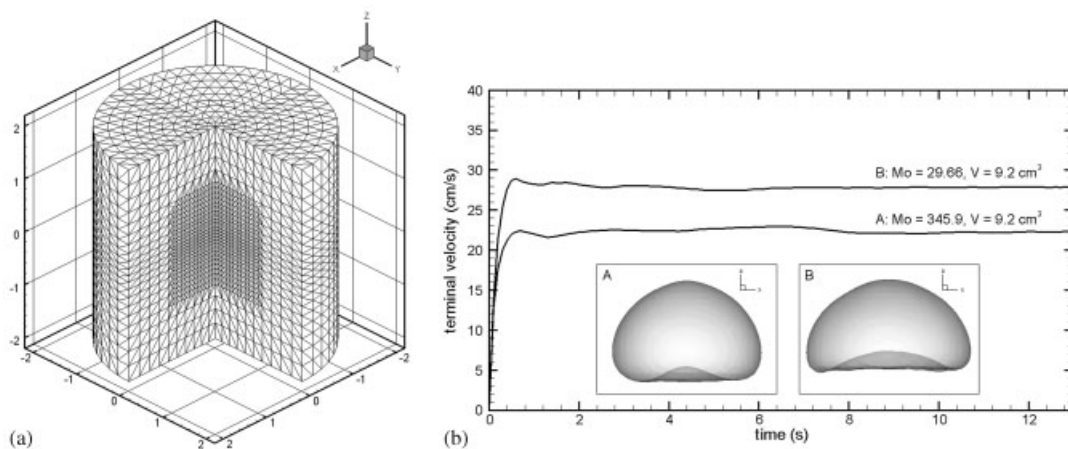 Z
X
Y
2
1
0
-1
-2
-2
-1
0
1
2
2
1
0
-1
-2
(a)
40
35
30
25
20
15
10
5
0
0
2
4
6
8
10
12
terminal velocity (cm/s)
time (s)
B: Mo = 29.66, V = 9.2 cm³
A: Mo = 345.9, V = 9.2 cm³
A
B
(b)